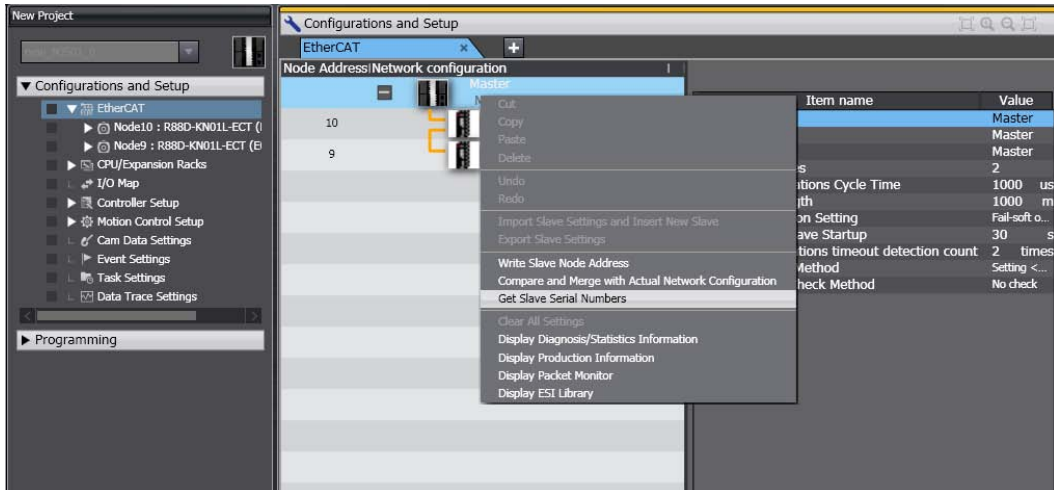 New Project
Configurations and Setup
EtherCAT
Node Address|Network configuration
Configurations and Setup
EtherCAT
Node10 : R88D-KN01L-ECT (
Node9 : R88D-KN01L-ECT (E
CPU/Expansion Racks
I/O Map
Controller Setup
Motion Control Setup
Cam Data Settings
Event Settings
Task Settings
Data Trace Settings
Programming
Master
10
9
Cut
Copy
Paste
Delete
Undo
Redo
Import Slave Settings and Insert New Slave
Export Slave Settings
Write Slave Node Address
Compare and Merge with Actual Network Configuration
Get Slave Serial Numbers
Clear All Settings
Display Diagnosis/Statistics Information
Display Production Information
Display Packet Monitor
Display ESI Library
Item name Value
Master
Master
Master
2
ations Cycle Time 1000 us
gth 1000 m
on Setting Fail-soft o...
ave Startup 30 s
tions timeout detection count 2 times
Method Setting <...
heck Method No check